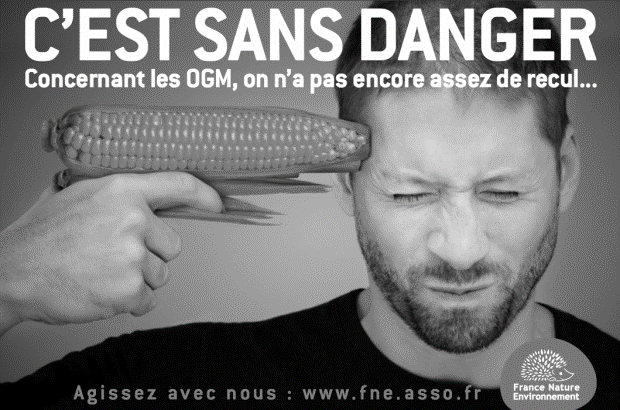 C'EST SANS DANGER
Concernant les OGM, on n'a pas encore assez de recul...
Agissez avec nous : www.fne.asso.fr
France Nature
Environnement